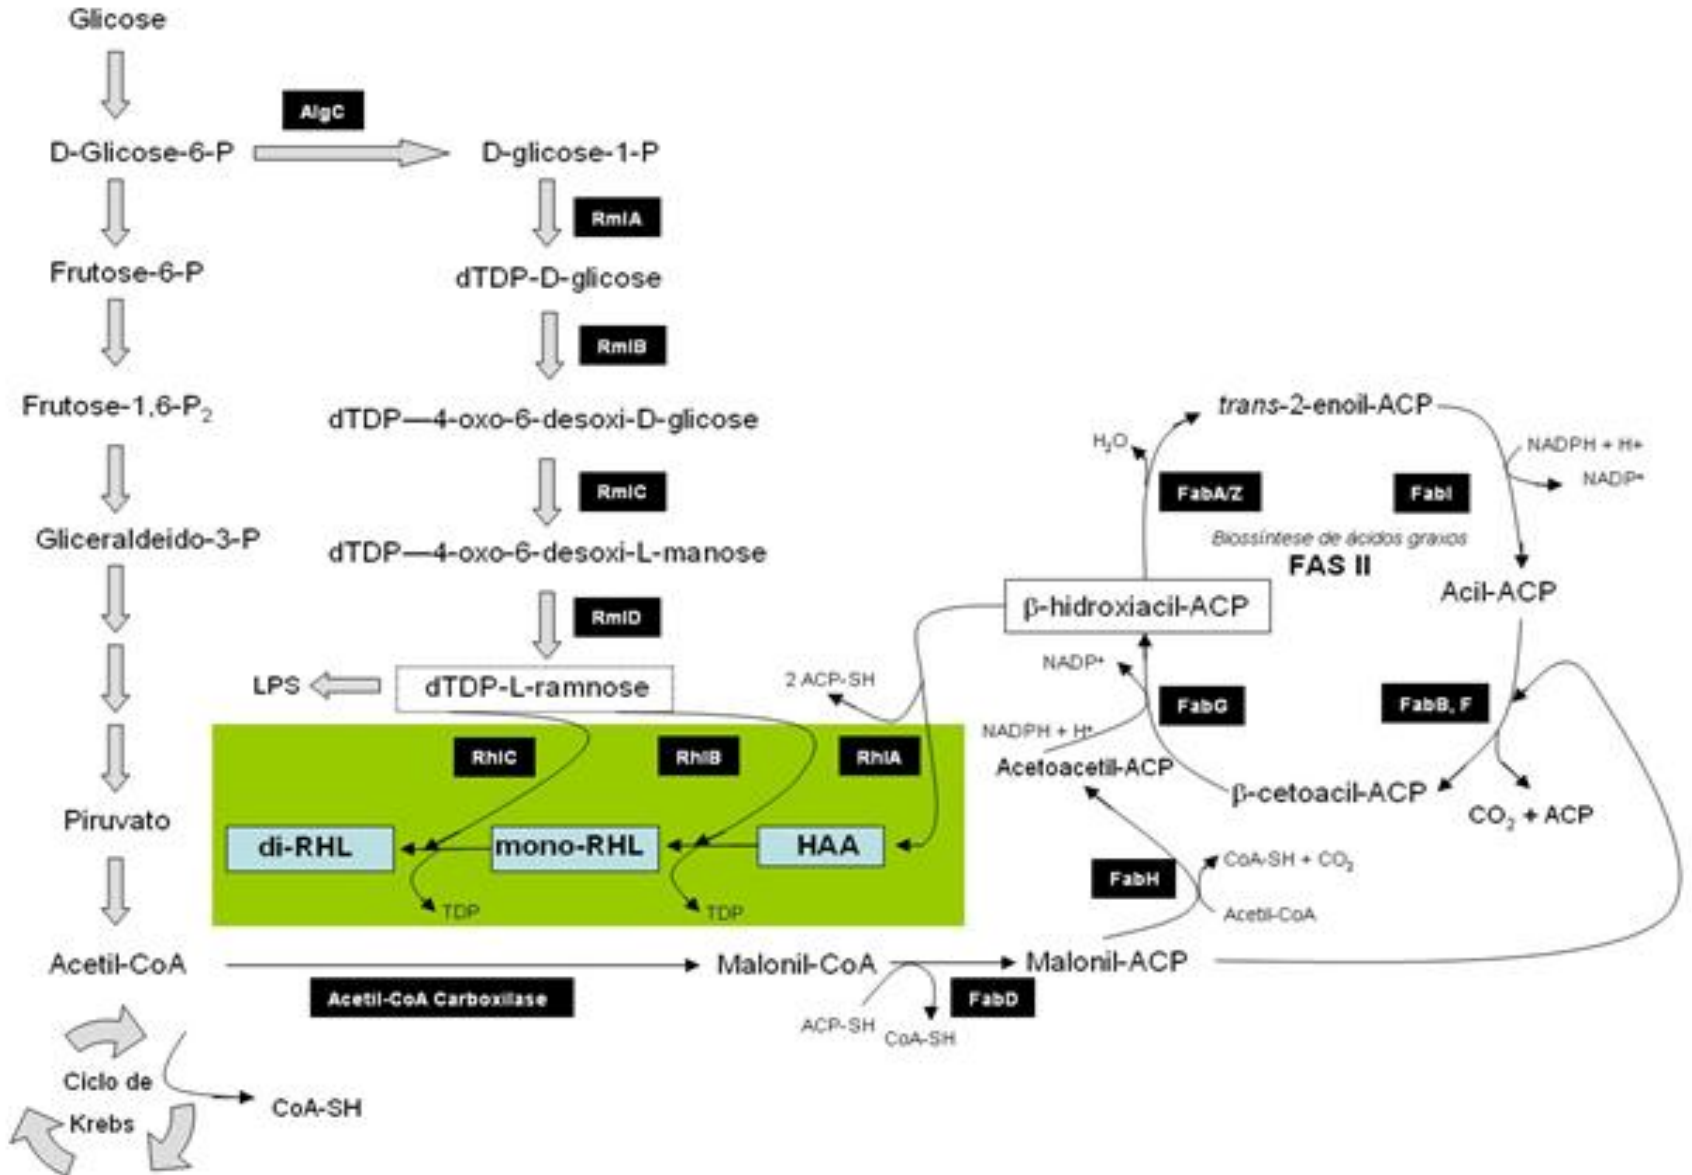 Glicose
AlgC
D-Glicose-6-P
D-glicose-1-P
RmlA
Frutose-6-P
dTDP-D-glicose
RmlB
Frutose-1,6-P₂
dTDP—4-oxo-6-desoxi-D-glicose
RmlC
Gliceraldeido-3-P
dTDP—4-oxo-6-desoxi-L-manose
RmlD
LPS
dTDP-L-ramnose
RhlC
RhlB
RhlA
Piruvato
di-RHL
mono-RHL
HAA
TDP
TDP
Acetil-CoA
Acetil-CoA Carboxilase
Malonil-CoA
ACP-SH
CoA-SH
FabD
Malonil-ACP
Ciclo de
Krebs
CoA-SH
trans-2-enoil-ACP
H₂O
NADPH + H+
NADP+
FabA/Z
FabI
Biossíntese de ácidos graxos
FAS II
β-hidroxiacil-ACP
Acil-ACP
2 ACP-SH
NADP+
FabG
FabB, F
NADPH + H+
Acetoacetil-ACP
β-cetoacil-ACP
CO₂ + ACP
FabH
CoA-SH + CO₂
Acetil-CoA